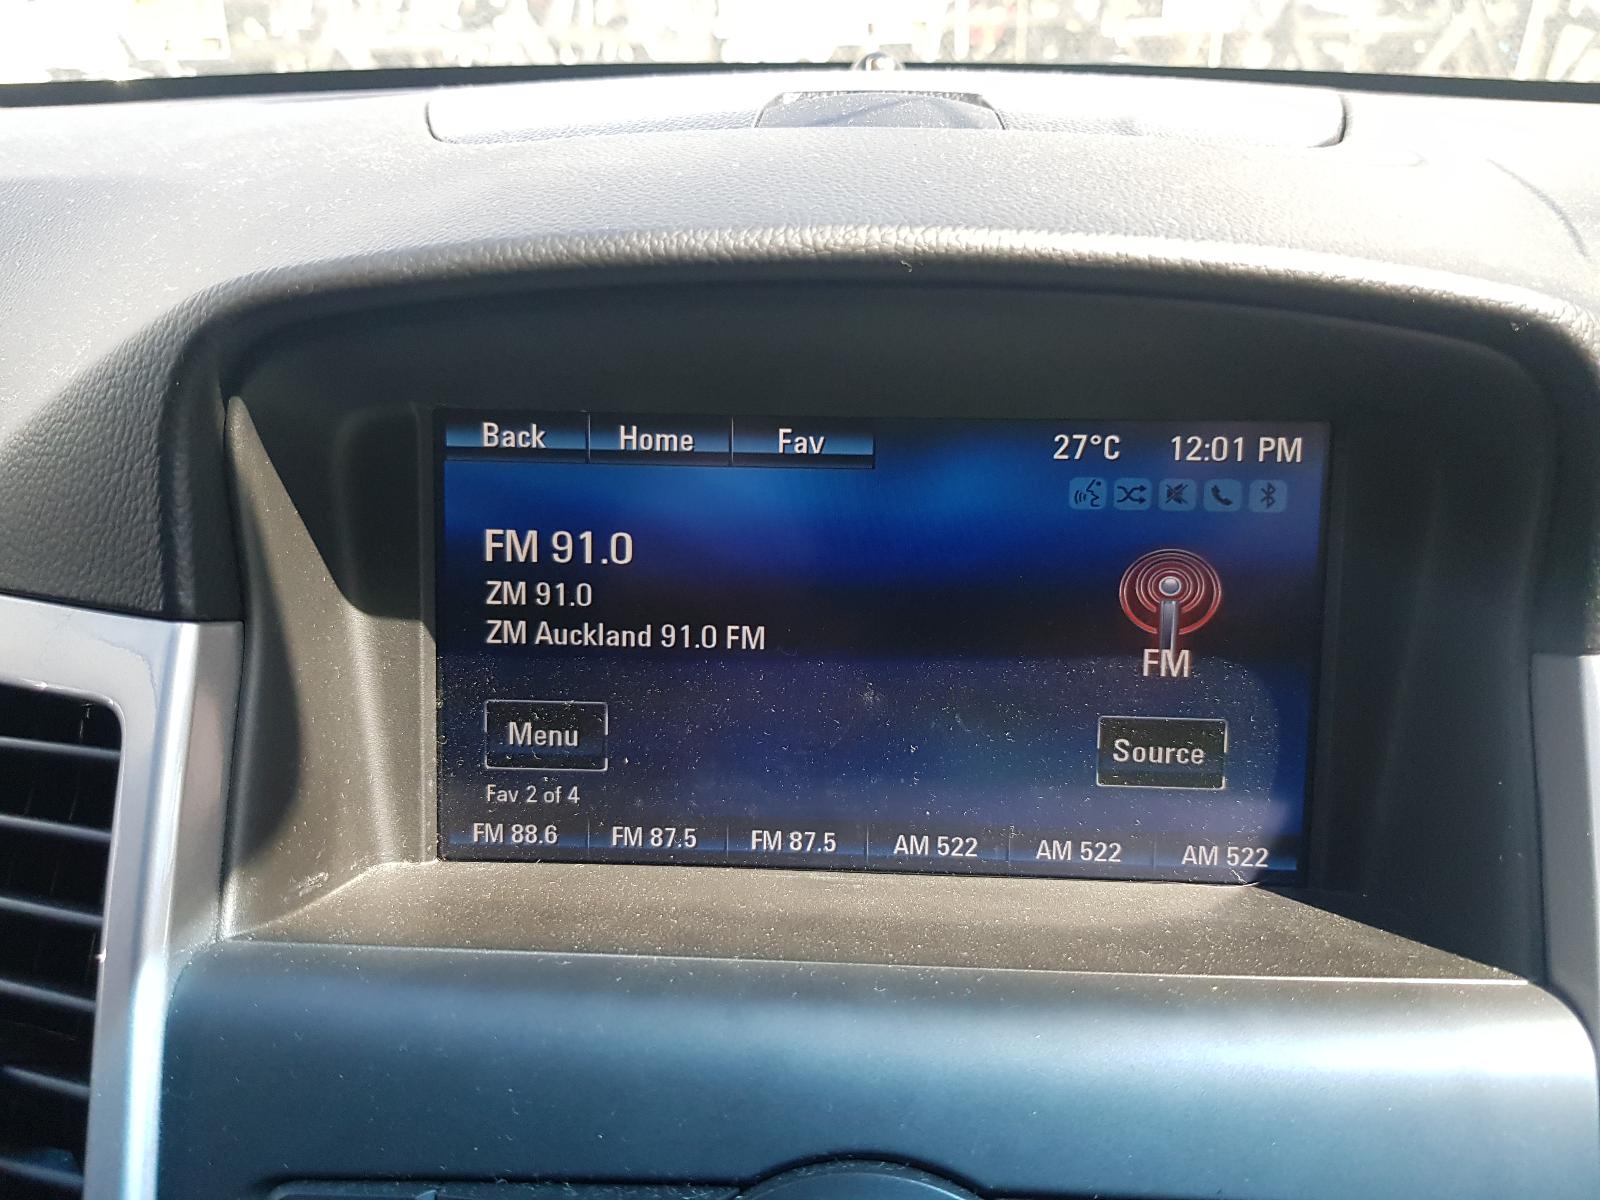 Back Home Fav 27°C 12:01 PM
FM 91.0
ZM 91.0
ZM Auckland 91.0 FM
FM
Menu
Source
Fav 2 of 4
FM 88.6 FM 87.5 FM 87.5 AM 522 AM 522 AM 522